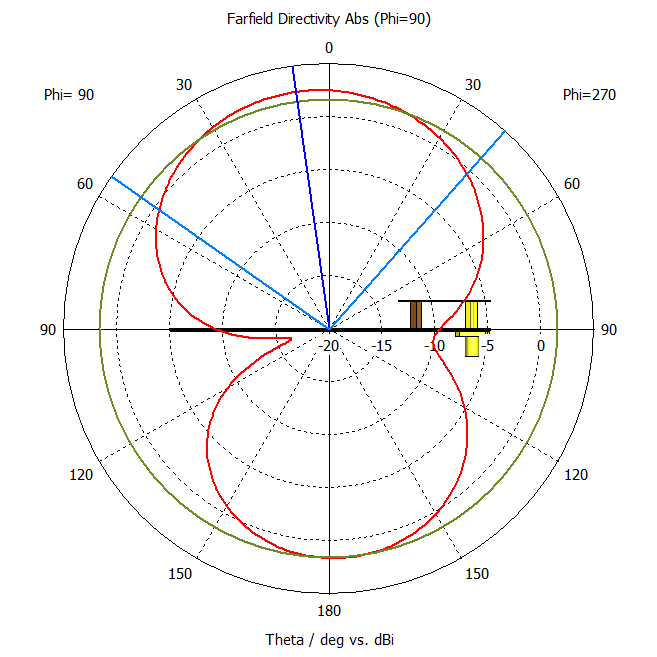 Farfield Directivity Abs (Phi=90)
0
30 30
Phi= 90 Phi=270
60 60
90 90
-20 -15 -10 -5 0
120 120
150 150
180
Theta / deg vs. dBi